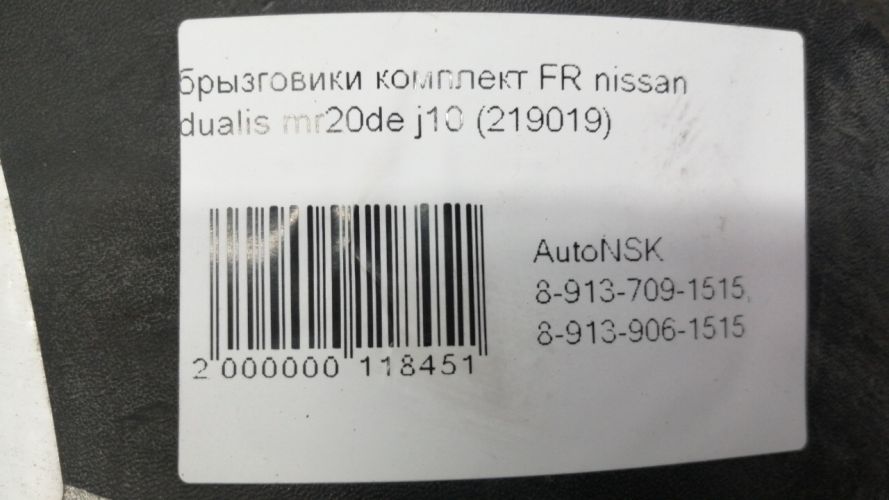 брызговики комплект FR nissan
dualis mr20de j10 (219019)
AutoNSK
8-913-709-1515,
8-913-906-1515
2 000000 118451